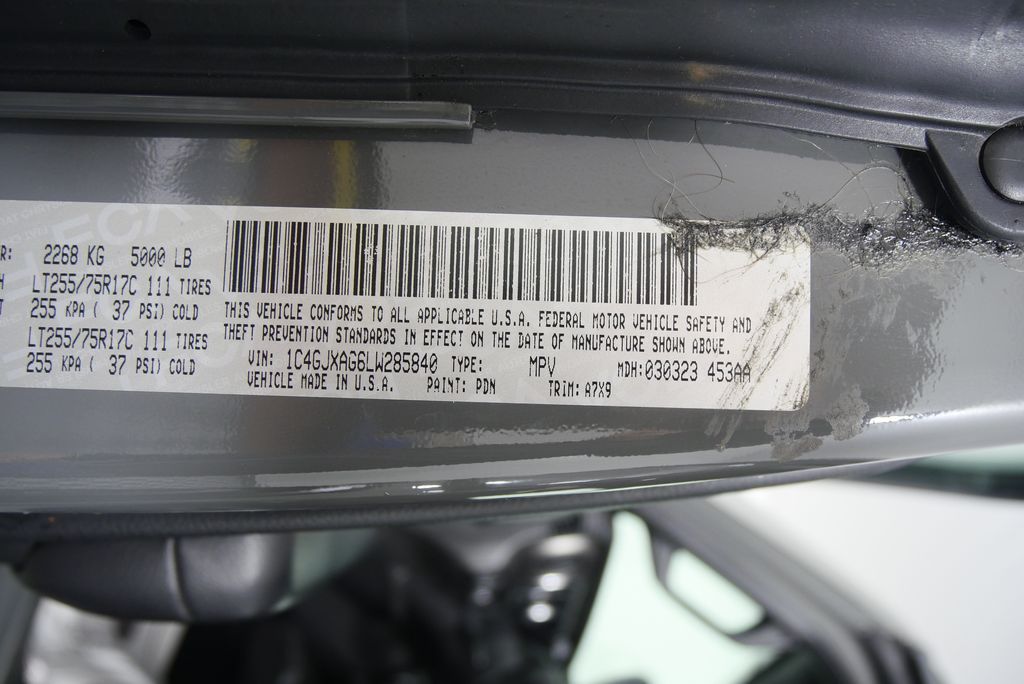 R: 2268 KG 5000 LB
H LT255/75R17C 111 TIRES
T 255 KPA ( 37 PSI) COLD
LT255/75R17C 111 TIRES
255 KPA ( 37 PSI) COLD
THIS VEHICLE CONFORMS TO ALL APPLICABLE U.S.A. FEDERAL MOTOR VEHICLE SAFETY AND
THEFT PREVENTION STANDARDS IN EFFECT ON THE DATE OF MANUFACTURE SHOWN ABOVE.
VIN: 1C4GJXAG6LW285840 TYPE: MPV MDH:030323 453AA
VEHICLE MADE IN U.S.A. PAINT: PDN TRIM: A7X9